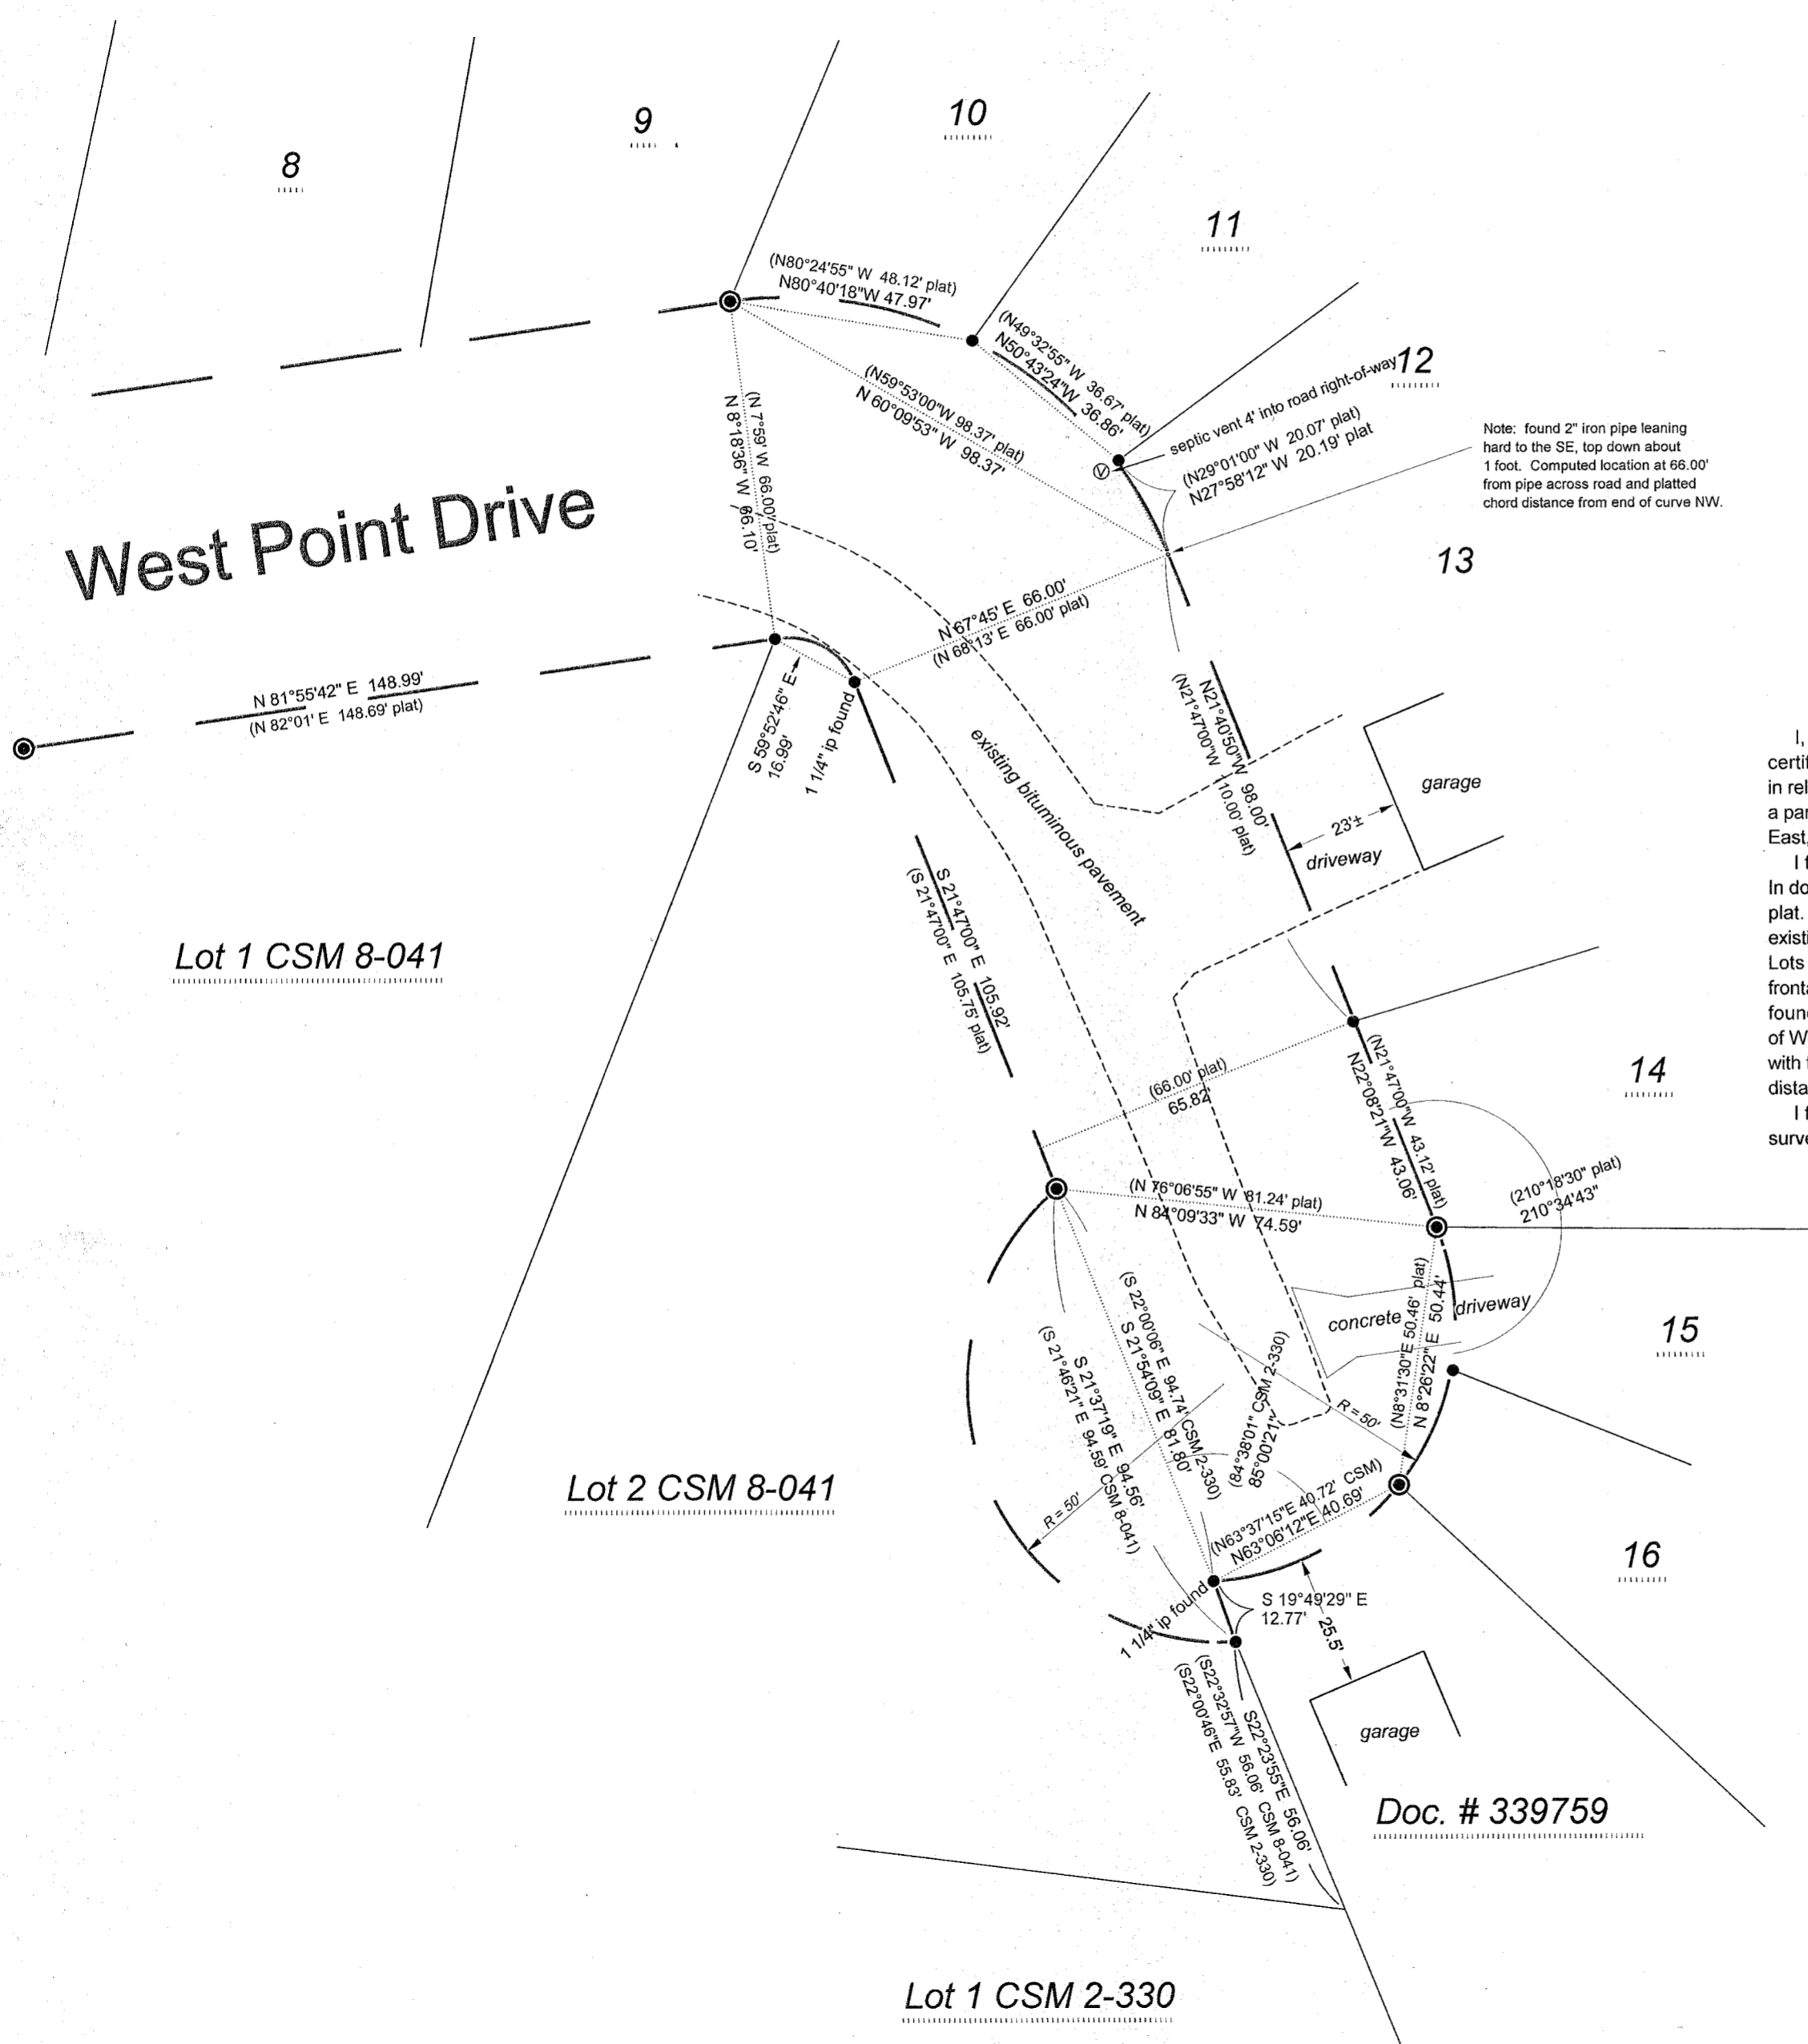 8
9
10
11
12
13
14
15
16
(N80°24'55" W 48.12' plat)
N80°40'18"W 47.97'
(N49°32'55" W 36.67' plat)
N50°43'24"W 36.86'
(N59°53'00"W 98.37' plat)
N 60°09'53" W 98.37'
septic vent 4' into road right-of-way
V
(N29°01'00" W 20.07' plat)
N27°58'12" W 20.19' plat
Note: found 2" iron pipe leaning
hard to the SE, top down about
1 foot. Computed location at 66.00'
from pipe across road and platted
chord distance from end of curve NW.
(N 7°59' W 66.00' plat)
N 8°18'36" W 66.10'
West Point Drive
N 67°45' E 66.00'
(N 68°13' E 66.00' plat)
N 81°55'42" E 148.99'
(N 82°01' E 148.69' plat)
S 59°52'46" E
16.99'
1 1/4" ip found
N21°40'50"W 98.00'
(N21°47'00"W 110.00' plat)
existing bituminous pavement
garage
23'±
driveway
S 21°47'00" E 105.92'
(S 21°47'00" E 105.75' plat)
Lot 1 CSM 8-041
(66.00' plat)
65.82'
(N21°47'00"W 43.12' plat)
N22°08'21"W 43.06'
(210°18'30" plat)
210°34'43"
(N 76°06'55" W 81.24' plat)
N 84°09'33" W 74.59'
concrete driveway
(N8°31'30"E 50.46' plat)
N 8°26'22" E 50.44'
R = 50'
(S 22°00'06" E 94.74' CSM 2-330)
S 21°54'09" E 81.80'
S 21°37'19" E 94.56'
(S 21°46'21" E 94.59' CSM 8-041)
(84°38'01" CSM 2-330)
85°00'21"
R = 50'
(N63°37'15"E 40.72' CSM)
N63°06'12"E 40.69'
Lot 2 CSM 8-041
1 1/4" ip found
S 19°49'29" E
12.77'
25.5'
S22°23'55"E 56.06'
(S22°32'57"W 56.06' CSM 8-041)
(S22°00'46"E 55.83' CSM 2-330)
garage
Doc. # 339759
Lot 1 CSM 2-330
I,
certif
in rel
a par
East,
I f
In do
plat.
existi
Lots
fronta
foun
of W
with
dista
I f
surve